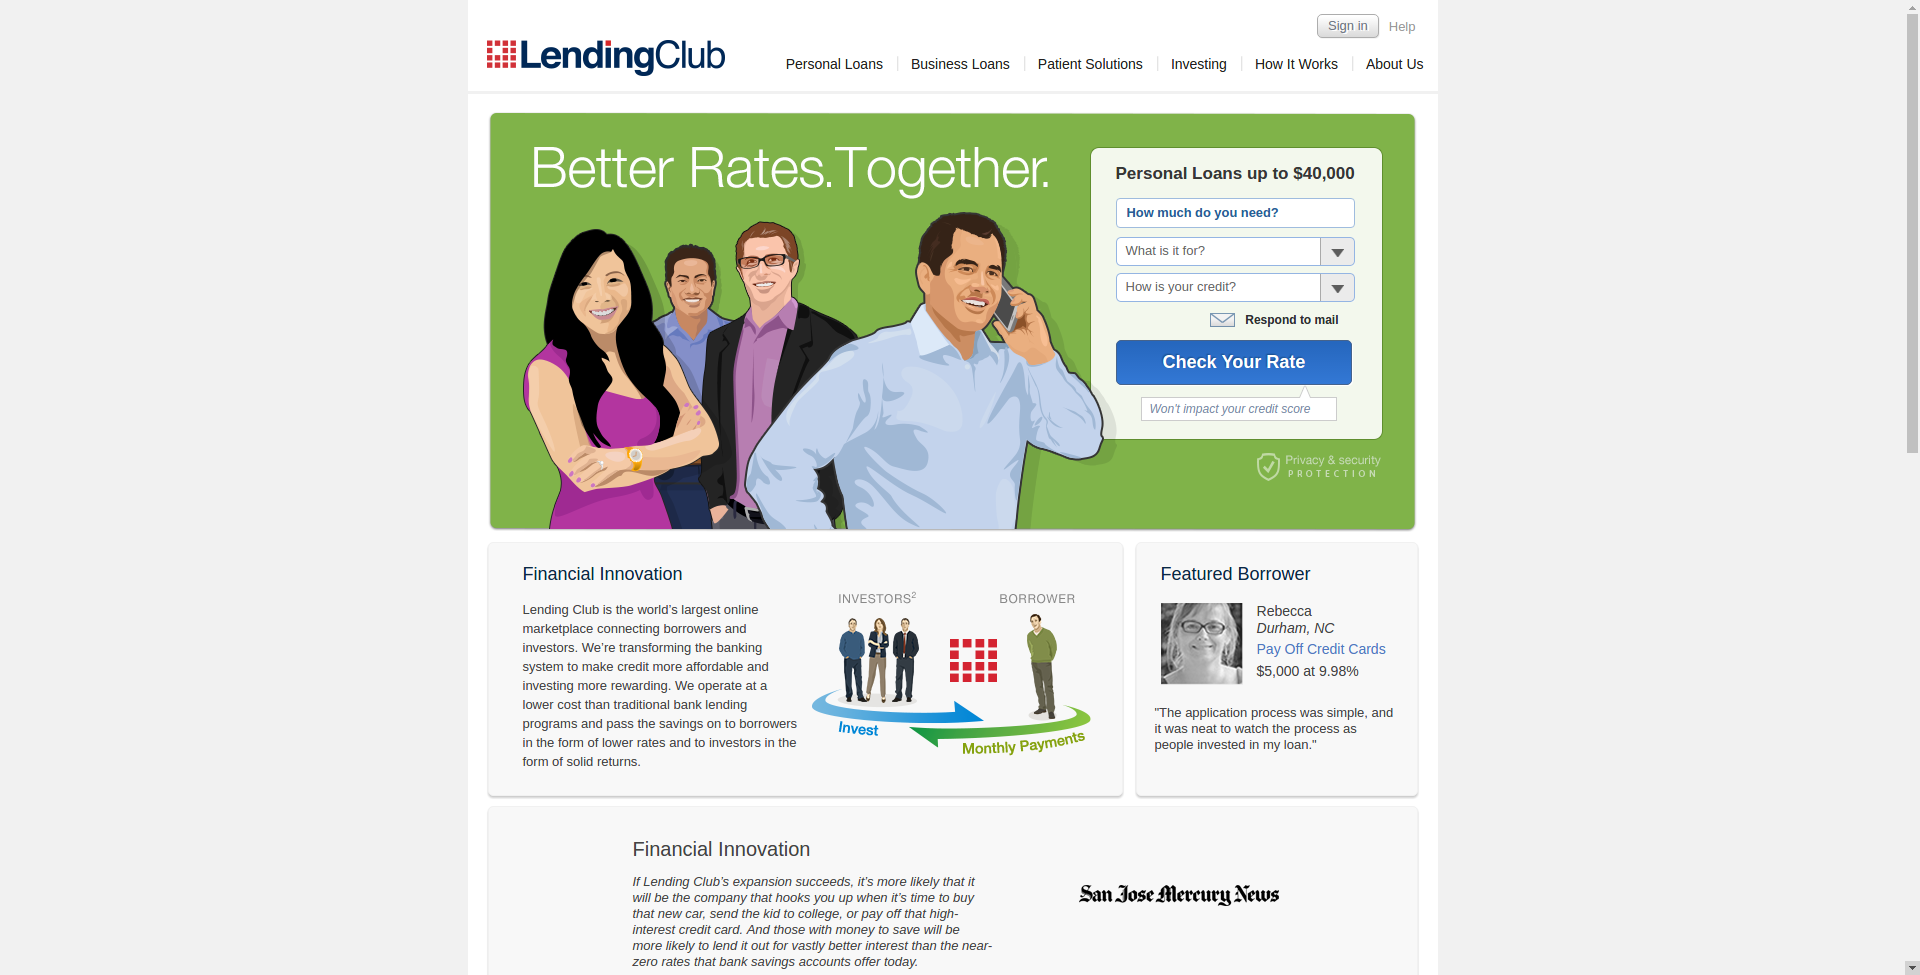 Sign in
Help
LendingClub
Personal Loans
Business Loans
Patient Solutions
Investing
How It Works
About Us
Better Rates.Together.
Personal Loans up to $40,000
How much do you need?
What is it for?
How is your credit?
Respond to mail
Check Your Rate
Won't impact your credit score
Privacy & security
PROTECTION
Financial Innovation
Lending Club is the world’s largest online
marketplace connecting borrowers and
investors. We’re transforming the banking
system to make credit more affordable and
investing more rewarding. We operate at a
lower cost than traditional bank lending
programs and pass the savings on to borrowers
in the form of lower rates and to investors in the
form of solid returns.
INVESTORS²
BORROWER
Invest
Monthly Payments
Featured Borrower
Rebecca
Durham, NC
Pay Off Credit Cards
$5,000 at 9.98%
"The application process was simple, and
it was neat to watch the process as
people invested in my loan."
Financial Innovation
If Lending Club’s expansion succeeds, it’s more likely that it
will be the company that hooks you up when it’s time to buy
that new car, send the kid to college, or pay off that high-
interest credit card. And those with money to save will be
more likely to lend it out for vastly better interest than the near-
zero rates that bank savings accounts offer today.
San Jose Mercury News